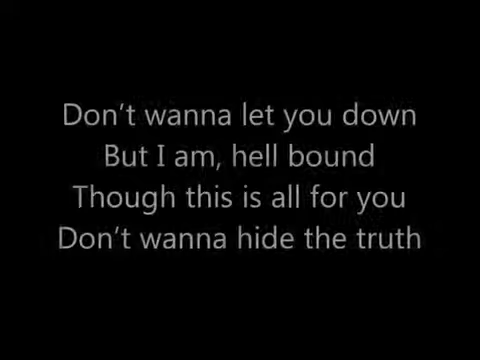 Don’t wanna let you down
But I am, hell bound
Though this is all for you
Don’t wanna hide the truth